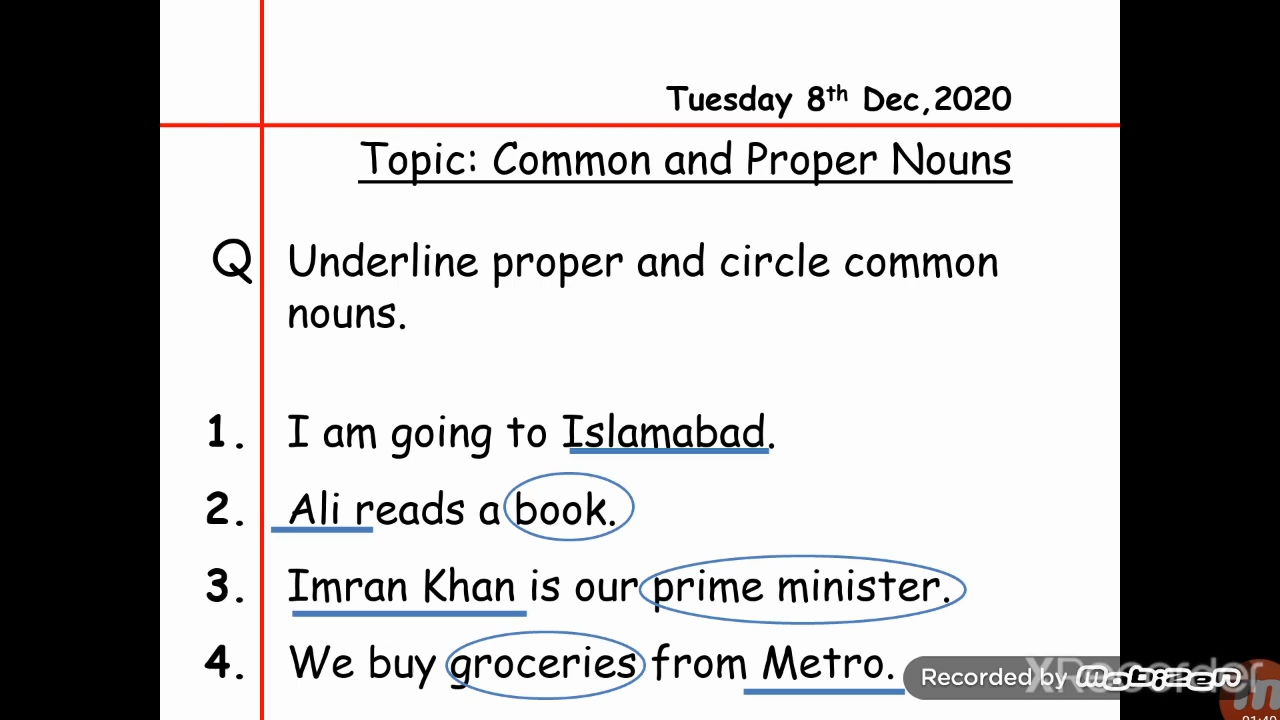 Tuesday 8th Dec,2020
Topic: Common and Proper Nouns
Q Underline proper and circle common
nouns.
1. I am going to Islamabad.
2. Ali reads a book.
3. Imran Khan is our prime minister.
4. We buy groceries from Metro.
Recorded by
XRecorder